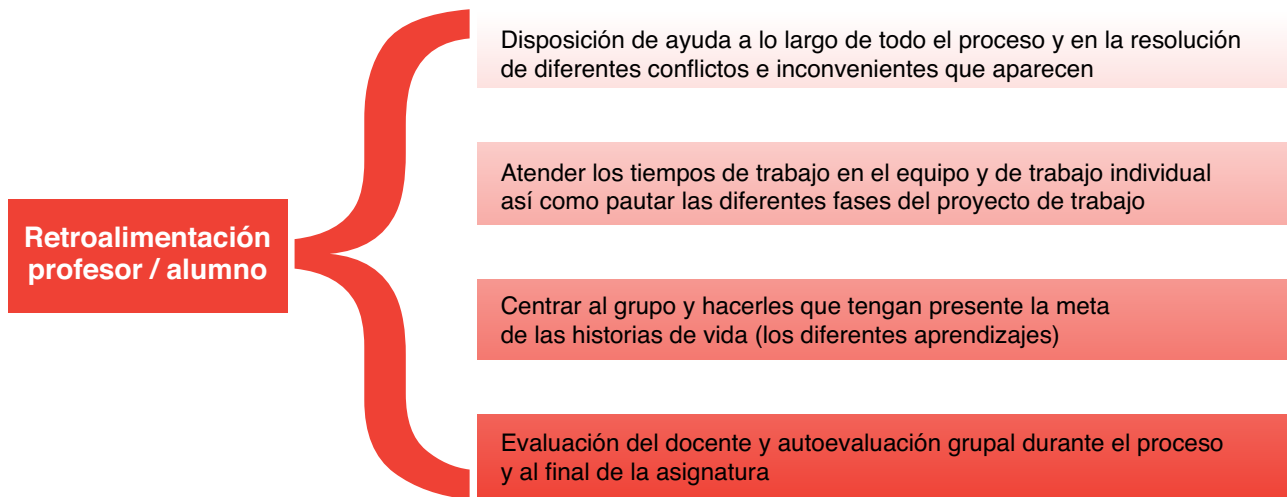 Retroalimentación
profesor / alumno
Disposición de ayuda a lo largo de todo el proceso y en la resolución
de diferentes conflictos e inconvenientes que aparecen
Atender los tiempos de trabajo en el equipo y de trabajo individual
así como pautar las diferentes fases del proyecto de trabajo
Centrar al grupo y hacerles que tengan presente la meta
de las historias de vida (los diferentes aprendizajes)
Evaluación del docente y autoevaluación grupal durante el proceso
y al final de la asignatura